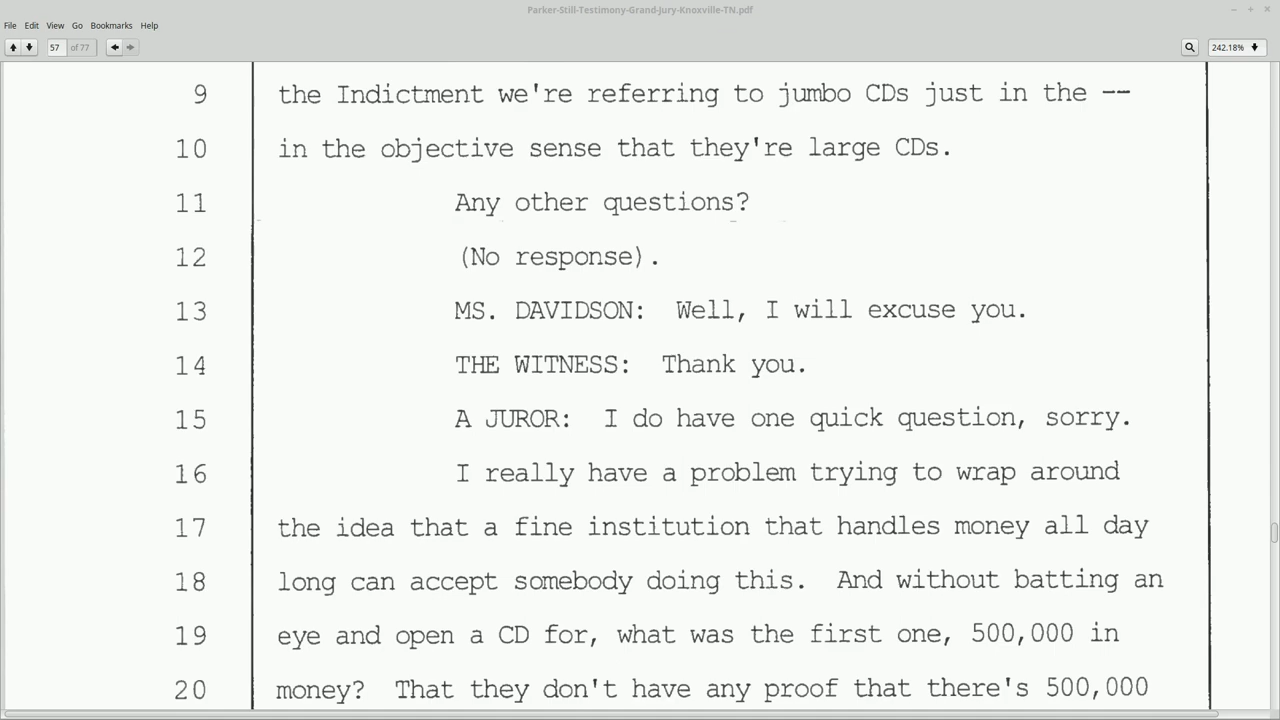 Parker-Still-Testimony-Grand-Jury-Knoxville-TN.pdf
File Edit View Go Bookmarks Help
57 of 77 242.18%
9 the Indictment we're referring to jumbo CDs just in the --
10 in the objective sense that they're large CDs.
11 Any other questions?
12 (No response).
13 MS. DAVIDSON: Well, I will excuse you.
14 THE WITNESS: Thank you.
15 A JUROR: I do have one quick question, sorry.
16 I really have a problem trying to wrap around
17 the idea that a fine institution that handles money all day
18 long can accept somebody doing this. And without batting an
19 eye and open a CD for, what was the first one, 500,000 in
20 money? That they don't have any proof that there's 500,000